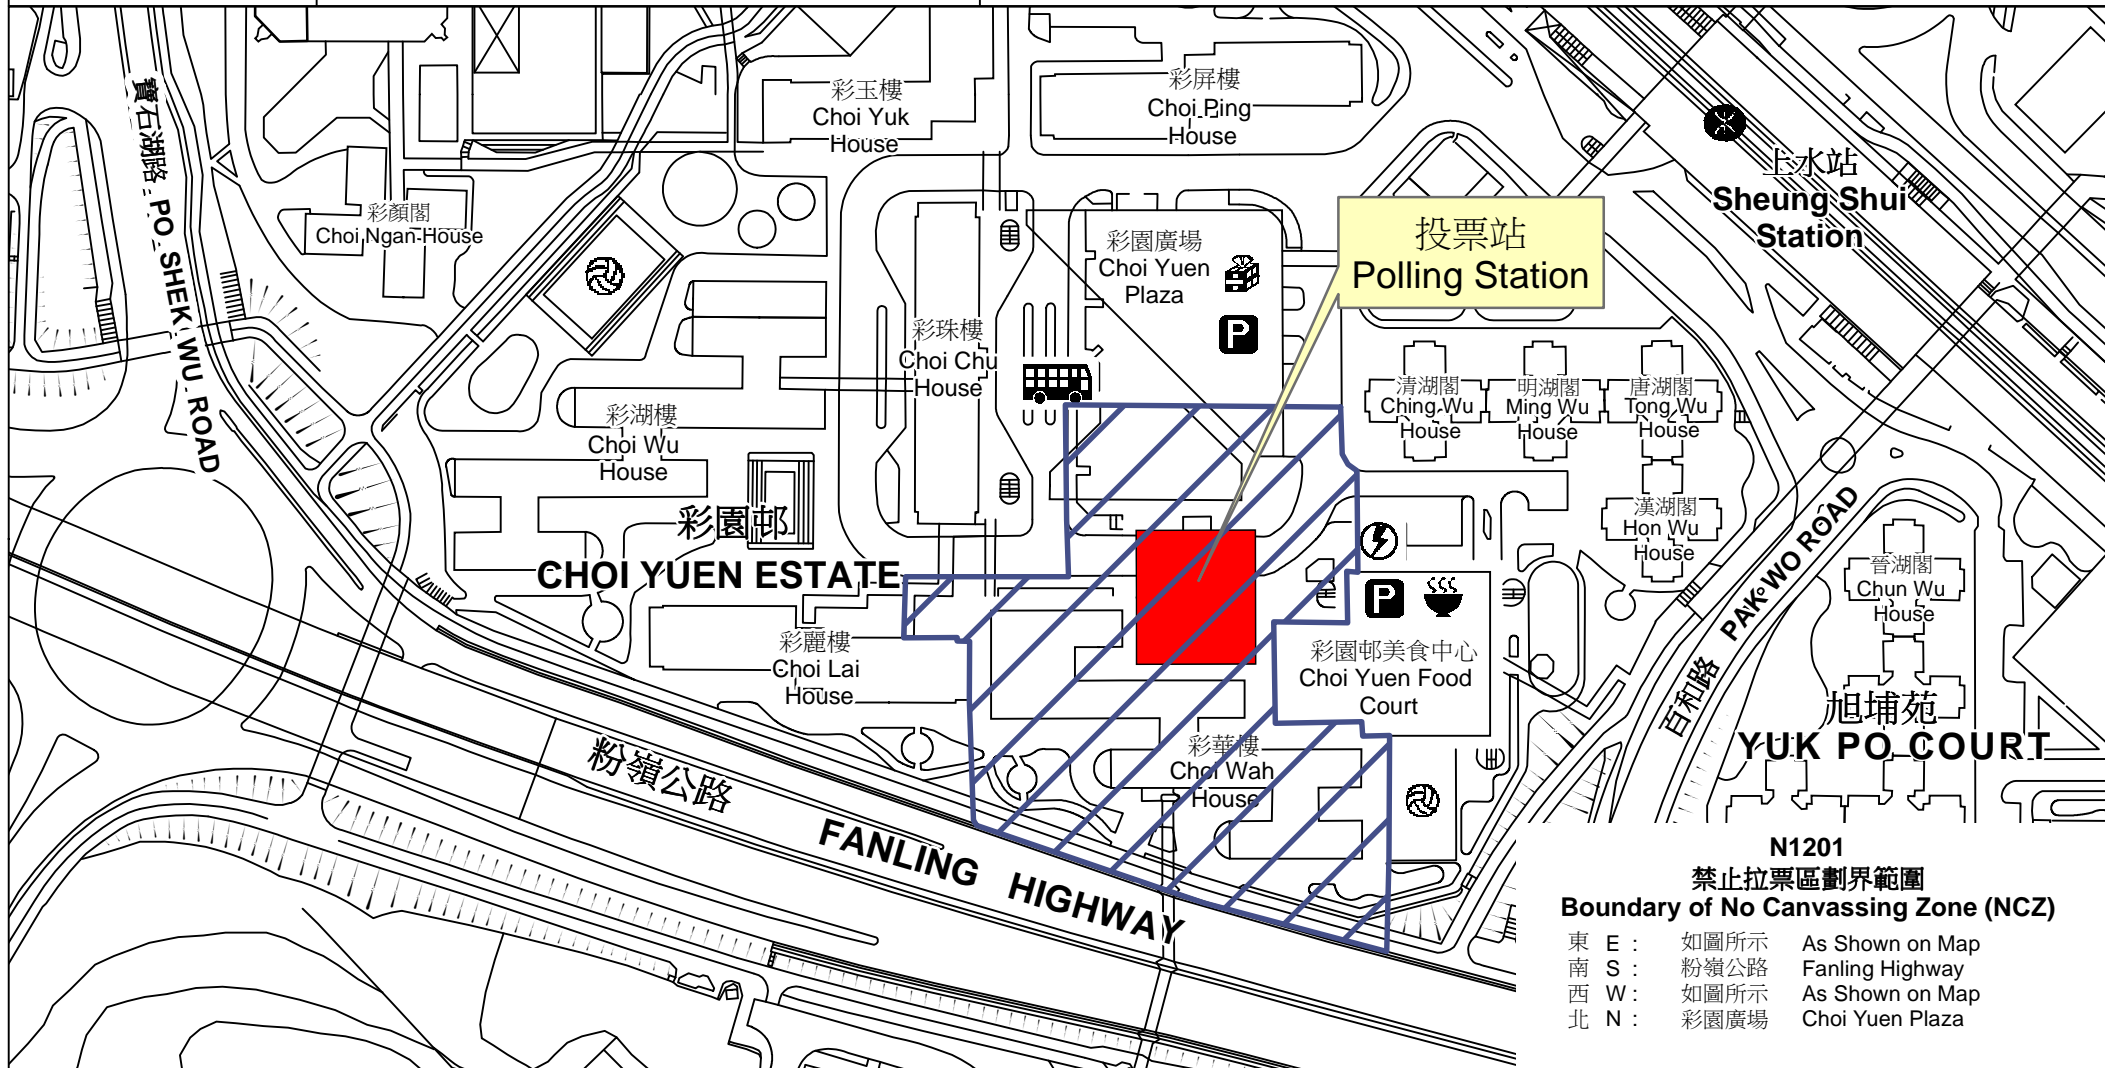 彩玉樓
Choi Yuk
House
彩屏樓
Choi Ping
House
上水站
Sheung Shui
Station
寶石湖路 PO SHEK WU ROAD
彩顏閣
Choi Ngan House
彩園廣場
Choi Yuen
Plaza
P
投票站
Polling Station
彩珠樓
Choi Chu
House
清湖閣
Ching Wu
House
明湖閣
Ming Wu
House
唐湖閣
Tong Wu
House
彩湖樓
Choi Wu
House
漢湖閣
Hon Wu
House
彩園邨
CHOI YUEN ESTATE
晉湖閣
Chun Wu
House
P
彩麗樓
Choi Lai
House
彩園邨美食中心
Choi Yuen Food
Court
百和路 PAK WO ROAD
旭埔苑
YUK PO COURT
彩華樓
Choi Wah
House
粉嶺公路
FANLING HIGHWAY
N1201
禁止拉票區劃界範圍
Boundary of No Canvassing Zone (NCZ)
東 E : 如圖所示 As Shown on Map
南 S : 粉嶺公路 Fanling Highway
西 W : 如圖所示 As Shown on Map
北 N : 彩園廣場 Choi Yuen Plaza